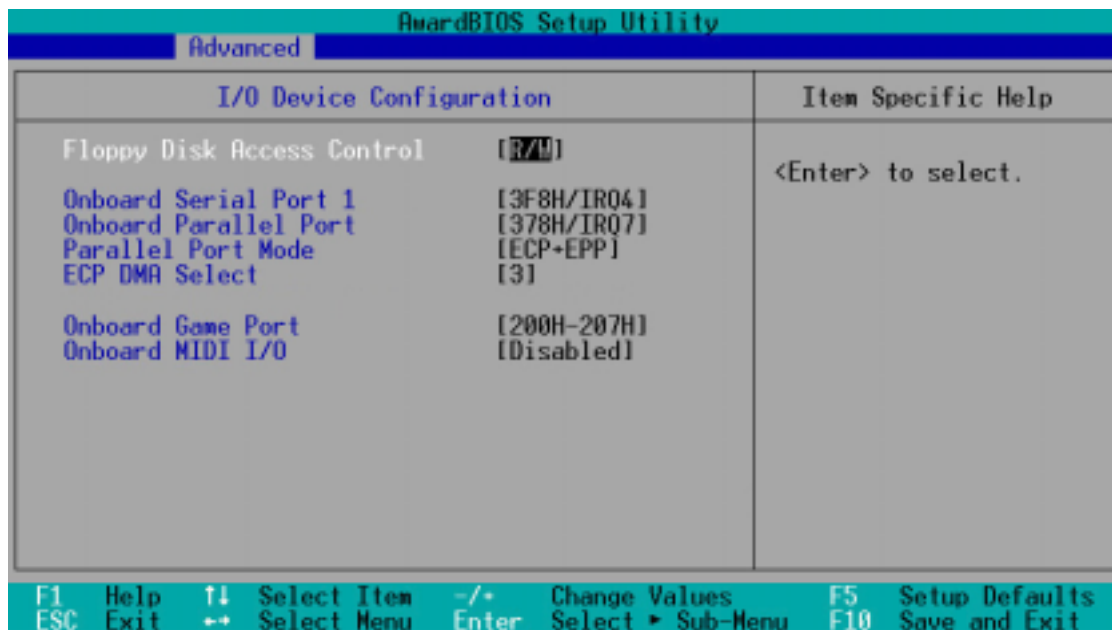 AwardBIOS Setup Utility
Advanced
I/O Device Configuration
Item Specific Help
Floppy Disk Access Control [R/W]
<Enter> to select.
Onboard Serial Port 1 [3F8H/IRQ4]
Onboard Parallel Port [378H/IRQ7]
Parallel Port Mode [ECP+EPP]
ECP DMA Select [3]
Onboard Game Port [200H-207H]
Onboard MIDI I/O [Disabled]
F1 Help ↑↓ Select Item -/+ Change Values F5 Setup Defaults
ESC Exit ←→ Select Menu Enter Select ► Sub-Menu F10 Save and Exit